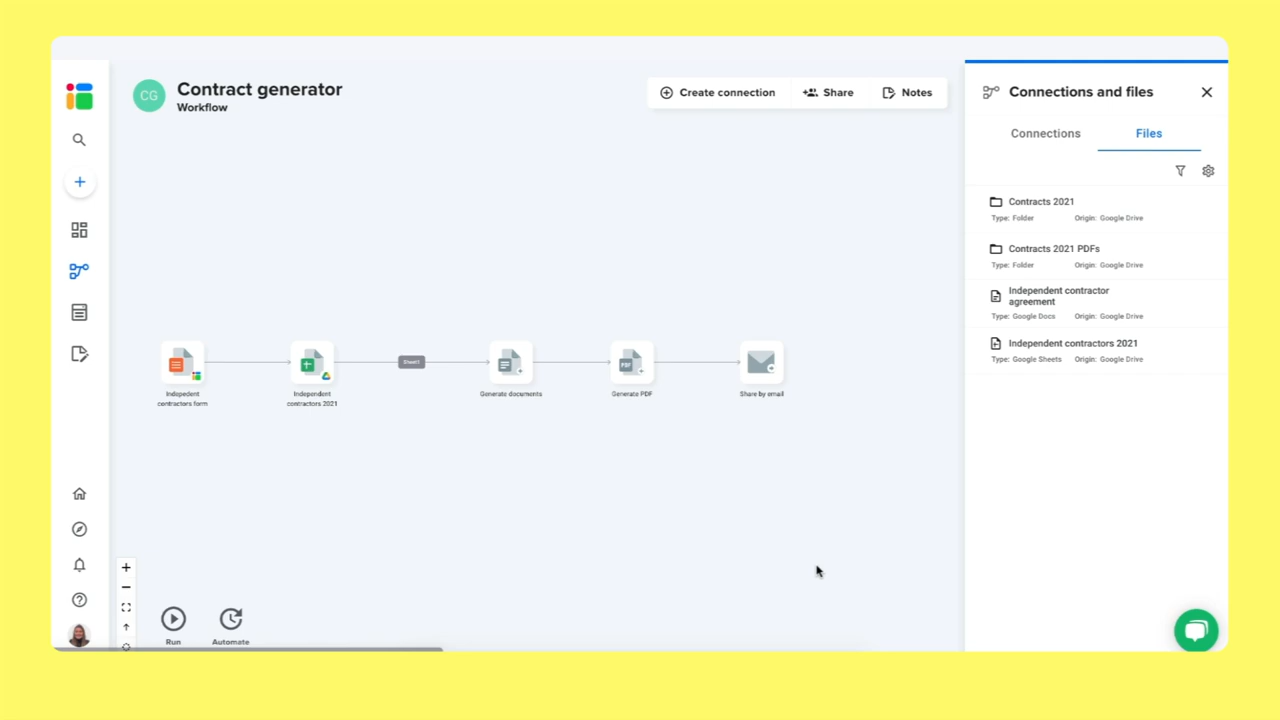 CG
Contract generator
Workflow
Create connection
Share
Notes
Connections and files
Connections
Files
Contracts 2021
Type: Folder Origin: Google Drive
Contracts 2021 PDFs
Type: Folder Origin: Google Drive
Independent contractor
agreement
Type: Google Docs Origin: Google Drive
Independent contractors 2021
Type: Google Sheets Origin: Google Drive
Sheet1
PDF
Indepedent
contractors form
Independent
contractors 2021
Generate documents
Generate PDF
Share by email
Run
Automate